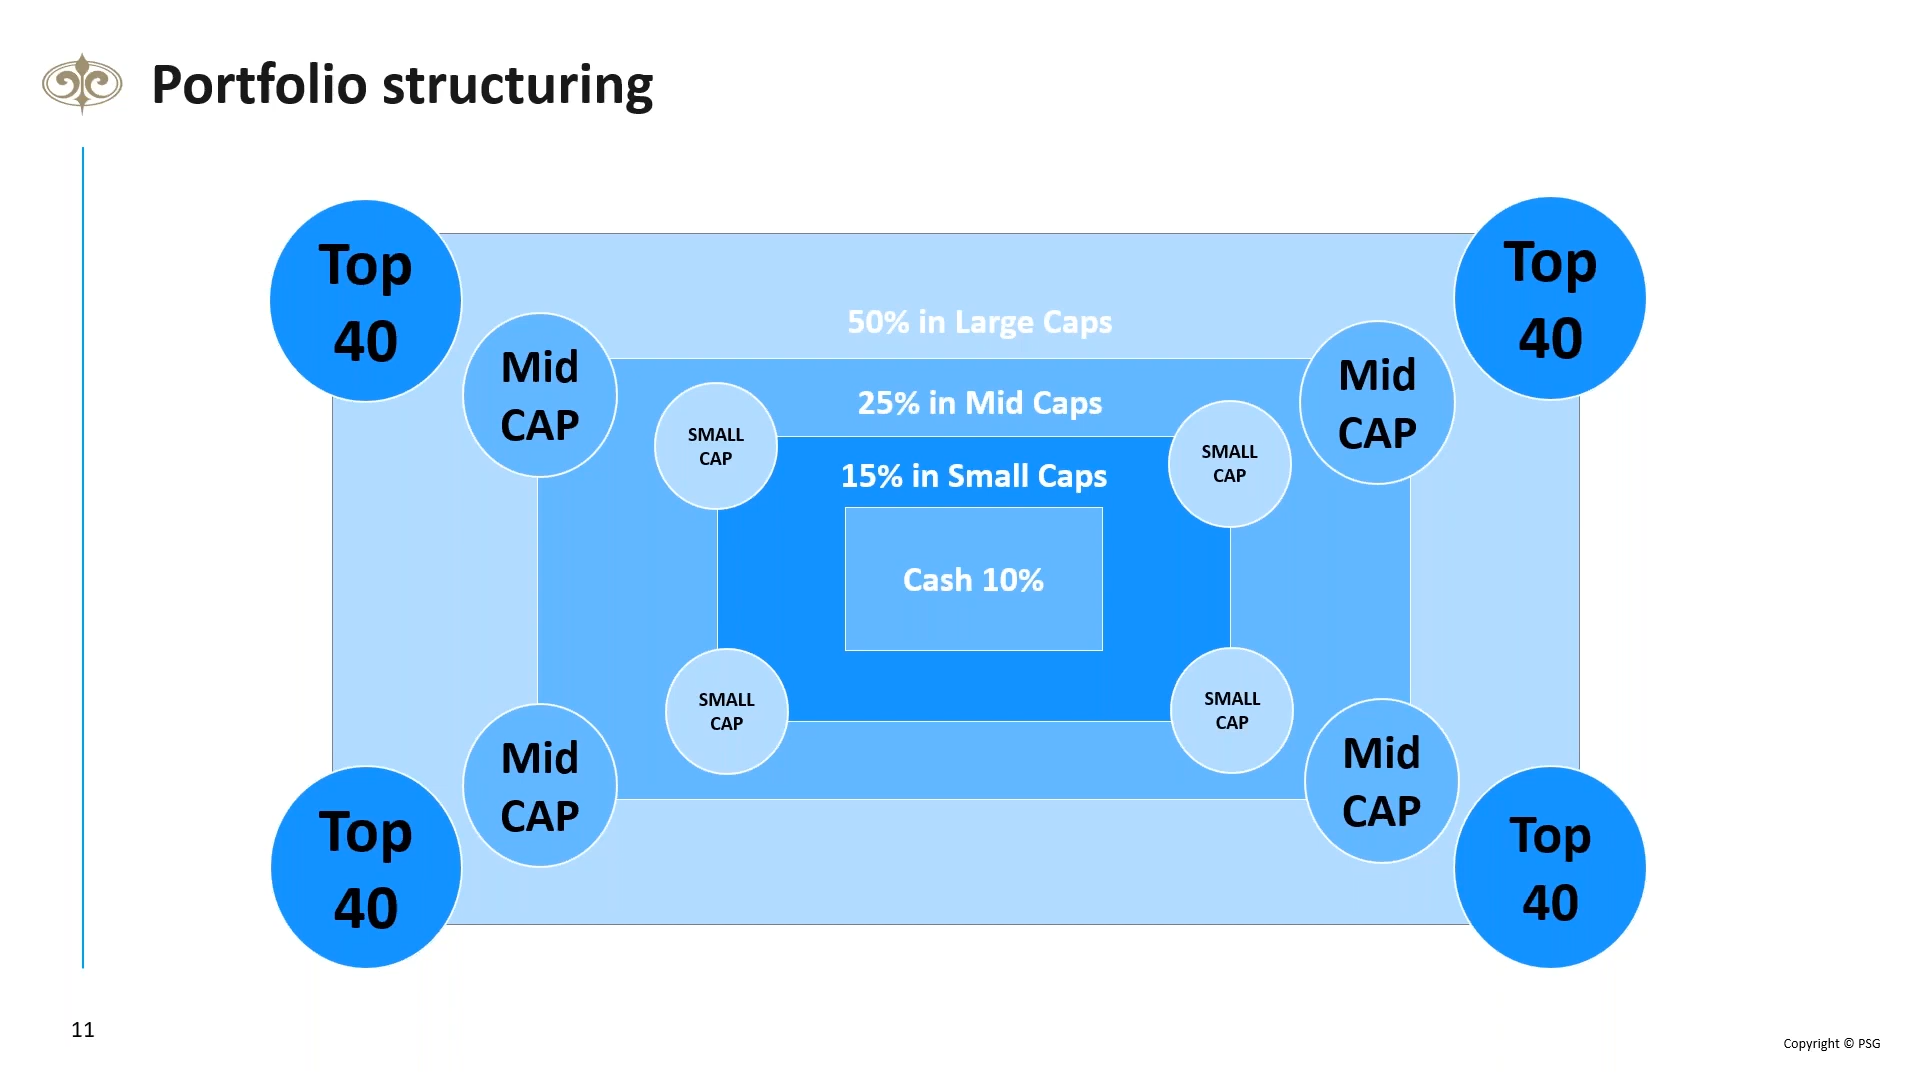 Portfolio structuring
Top
40
Top
40
50% in Large Caps
Mid
CAP
Mid
CAP
25% in Mid Caps
SMALL
CAP
SMALL
CAP
15% in Small Caps
Cash 10%
SMALL
CAP
SMALL
CAP
Mid
CAP
Mid
CAP
Top
40
Top
40
11
Copyright © PSG